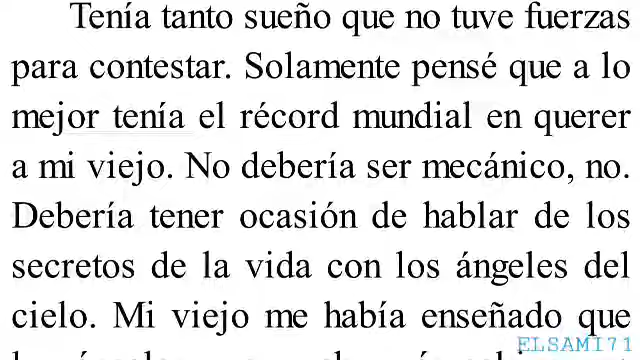 Tenía tanto sueño que no tuve fuerzas
para contestar. Solamente pensé que a lo
mejor tenía el récord mundial en querer
a mi viejo. No debería ser mecánico, no.
Debería tener ocasión de hablar de los
secretos de la vida con los ángeles del
cielo. Mi viejo me había enseñado que
ELSAMI71